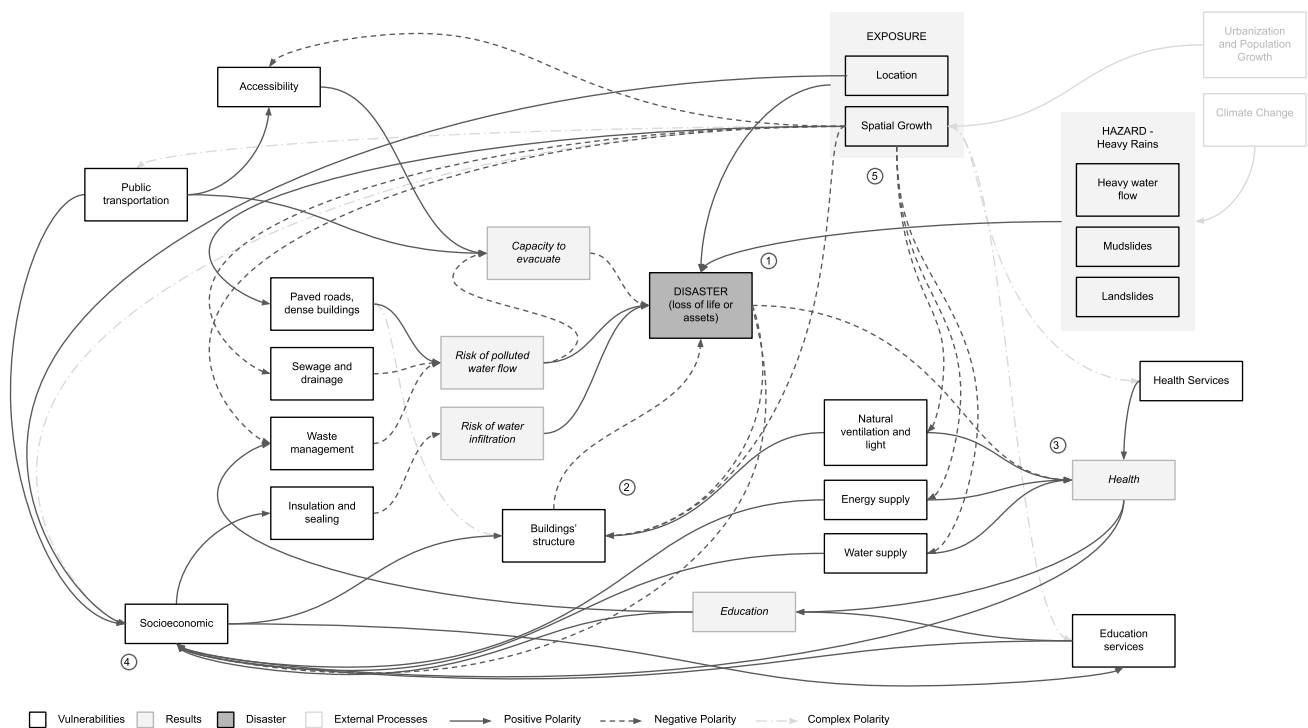 EXPOSURE
Location
Spatial Growth
Urbanization
and Population
Growth
Climate Change
HAZARD -
Heavy Rains
Heavy water
flow
Mudslides
Landslides
Accessibility
Public
transportation
Capacity to
evacuate
Paved roads,
dense buildings
Sewage and
drainage
Waste
management
Insulation and
sealing
Risk of polluted
water flow
Risk of water
infiltration
DISASTER
(loss of life or
assets)
1
5
2
3
4
Buildings'
structure
Natural
ventilation and
light
Energy supply
Water supply
Health Services
Health
Education
Education
services
Socioeconomic
Vulnerabilities
Results
Disaster
External Processes
Positive Polarity
Negative Polarity
Complex Polarity